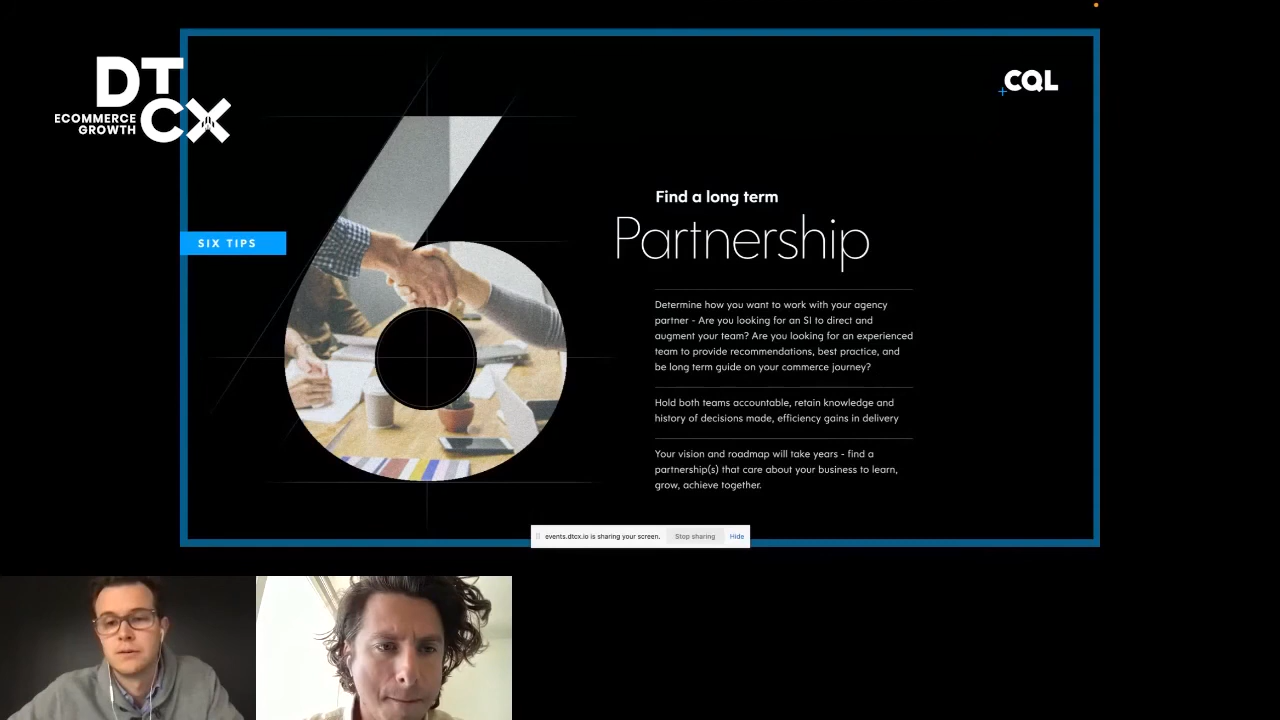 DT
CX
ECOMMERCE
GROWTH
CQL
SIX TIPS
6
Find a long term
Partnership
Determine how you want to work with your agency
partner - Are you looking for an SI to direct and
augment your team? Are you looking for an experienced
team to provide recommendations, best practice, and
be long term guide on your commerce journey?
Hold both teams accountable, retain knowledge and
history of decisions made, efficiency gains in delivery
Your vision and roadmap will take years - find a
partnership(s) that care about your business to learn,
grow, achieve together.
events.dtcx.io is sharing your screen.
Stop sharing
Hide